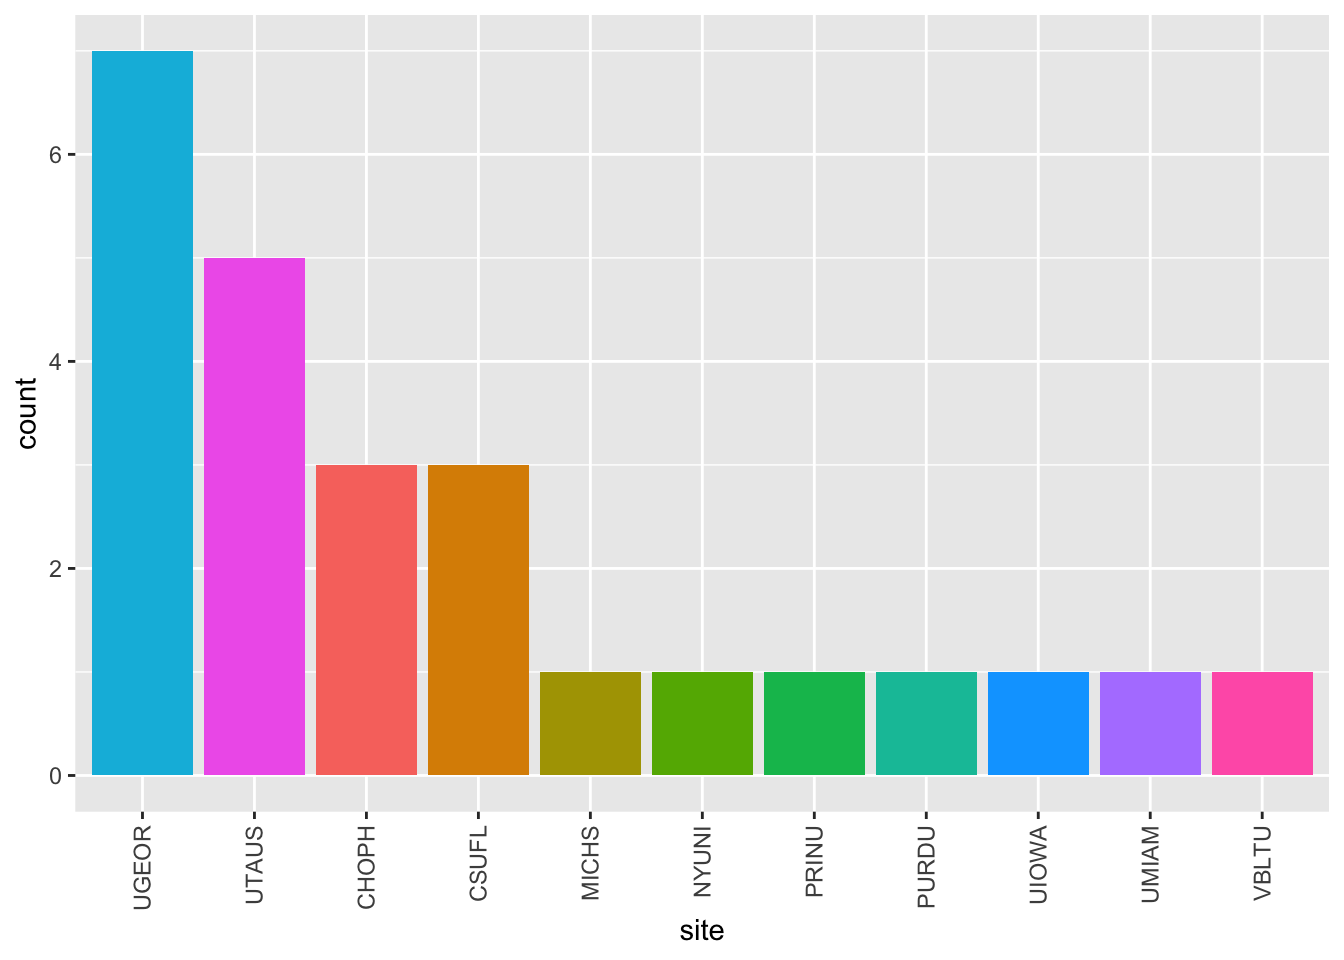 count
6
4
2
0
UGEOR
UTAUS
CHOPH
CSUFL
MICHS
NYUNI
PRINU
PURDU
UIOWA
UMIAM
VBLTU
site